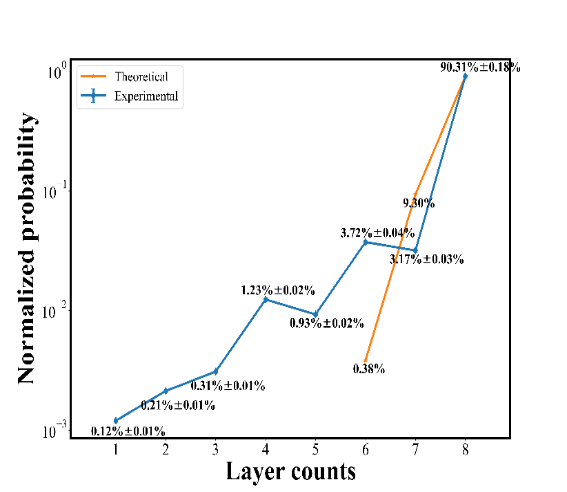 10^0
10^-1
10^-2
10^-3
Normalized probability
Theoretical
Experimental
90.31%±0.18%
9.30%
3.72%±0.04%
3.17%±0.03%
1.23%±0.02%
0.93%±0.02%
0.38%
0.31%±0.01%
0.21%±0.01%
0.12%±0.01%
1 2 3 4 5 6 7 8
Layer counts